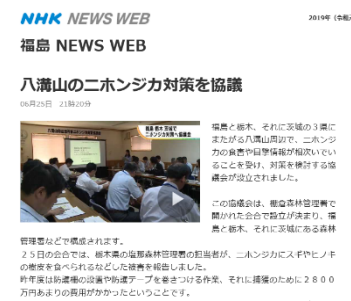 NHK NEWS WEB
2019年（令和
福島 NEWS WEB
八溝山のニホンジカ対策を協議
06月25日 21時20分
福島 栃木 茨城で
ニホンジカ対策へ協議会
福島と栃木、それに茨城の３県に
またがる八溝山周辺で、ニホンジ
カの食害や目撃情報が相次いでい
ることを受け、対策を検討する協
議会が設立されました。
この協議会は、棚倉森林管理署で
開かれた会合で設立が決まり、福
島と栃木、それに茨城にある森林
管理署などで構成されます。
２５日の会合では、栃木県の塩那森林管理署の担当者が、ニホンジカにスギやヒノキ
の樹皮を食べられるなどした被害を報告しました。
昨年度は防護柵の設置や防護テープを巻きつける作業、それに捕獲のために２８００
万円あまりの費用がかかったということです。